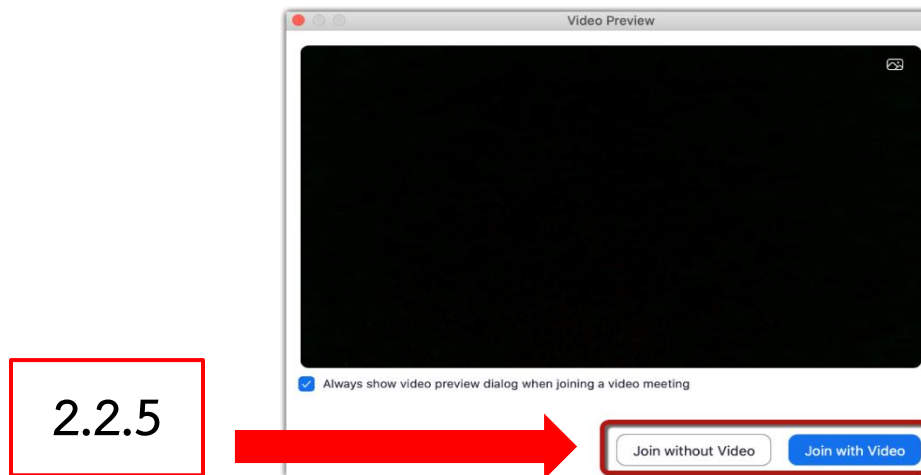 Video Preview
Always show video preview dialog when joining a video meeting
2.2.5
Join without Video
Join with Video